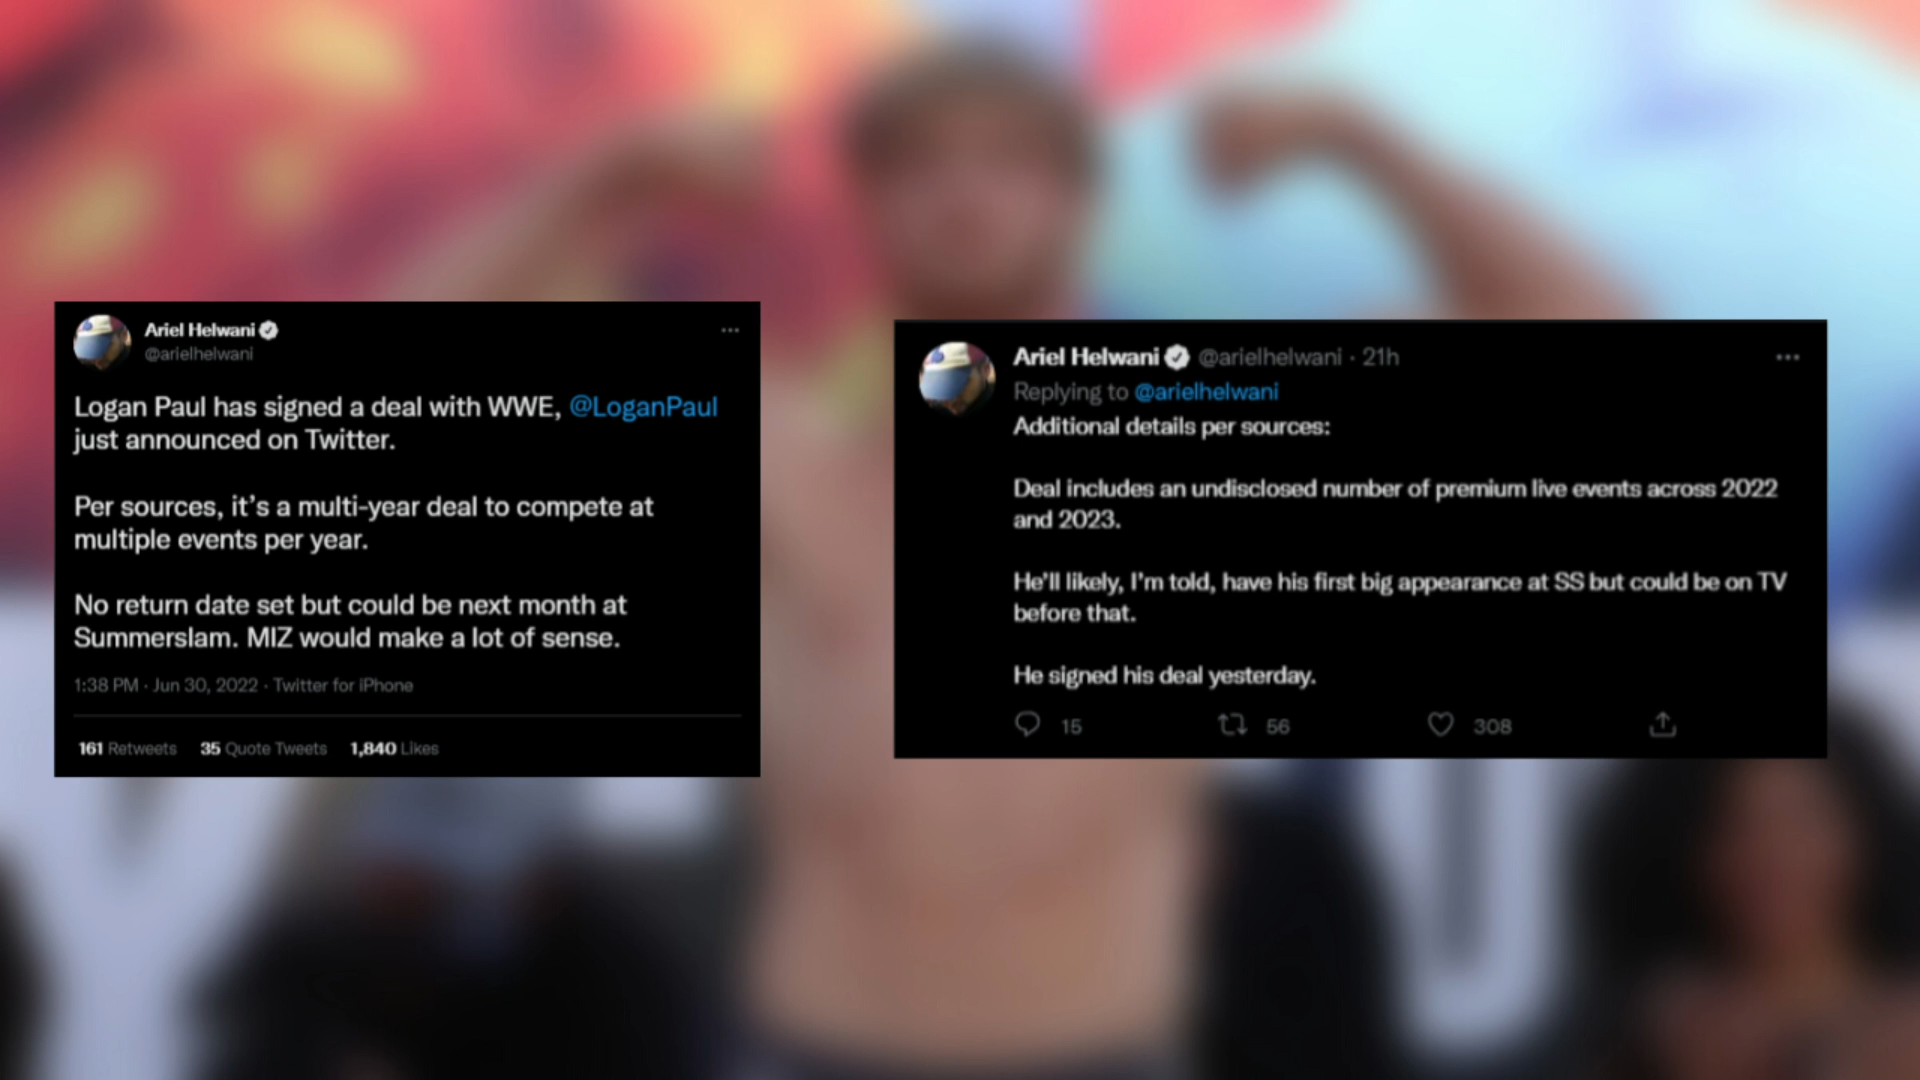 Ariel Helwani
@arielhelwani
Logan Paul has signed a deal with WWE, @LoganPaul
just announced on Twitter.
Per sources, it's a multi-year deal to compete at
multiple events per year.
No return date set but could be next month at
Summerslam. MIZ would make a lot of sense.
1:38 PM · Jun 30, 2022 · Twitter for iPhone
161 Retweets 35 Quote Tweets 1,840 Likes
Ariel Helwani @arielhelwani · 21h
Replying to @arielhelwani
Additional details per sources:
Deal includes an undisclosed number of premium live events across 2022
and 2023.
He'll likely, I'm told, have his first big appearance at SS but could be on TV
before that.
He signed his deal yesterday.
15 56 308